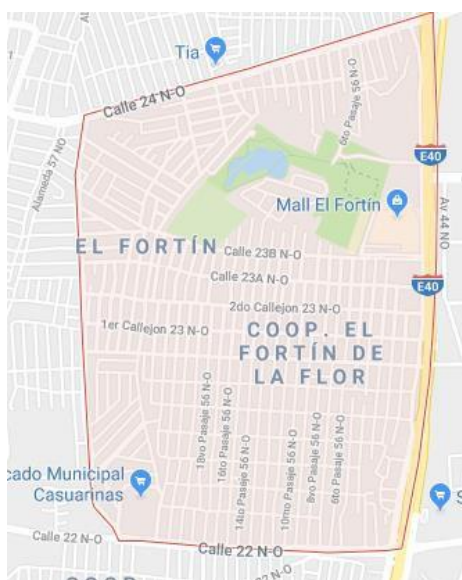 Tia
Calle 24 N-O
6to Pasaje 56 N-O
E40
Alameda 57 NO
Mall El Fortín
Av 44 NO
EL FORTÍN
Calle 23B N-O
Calle 23A N-O
E40
2do Callejon 23 N-O
1er Callejon 23 N-O
COOP. EL
FORTÍN DE
LA FLOR
18vo Pasaje 56 N-O
16to Pasaje 56 N-O
14to Pasaje 56 N-O
10mo Pasaje 56 N-O
8vo Pasaje 56 N-O
6to Pasaje 56 N-O
cado Municipal
Casuarinas
S
Calle 22 N-O
Calle 22 N-O
COOP